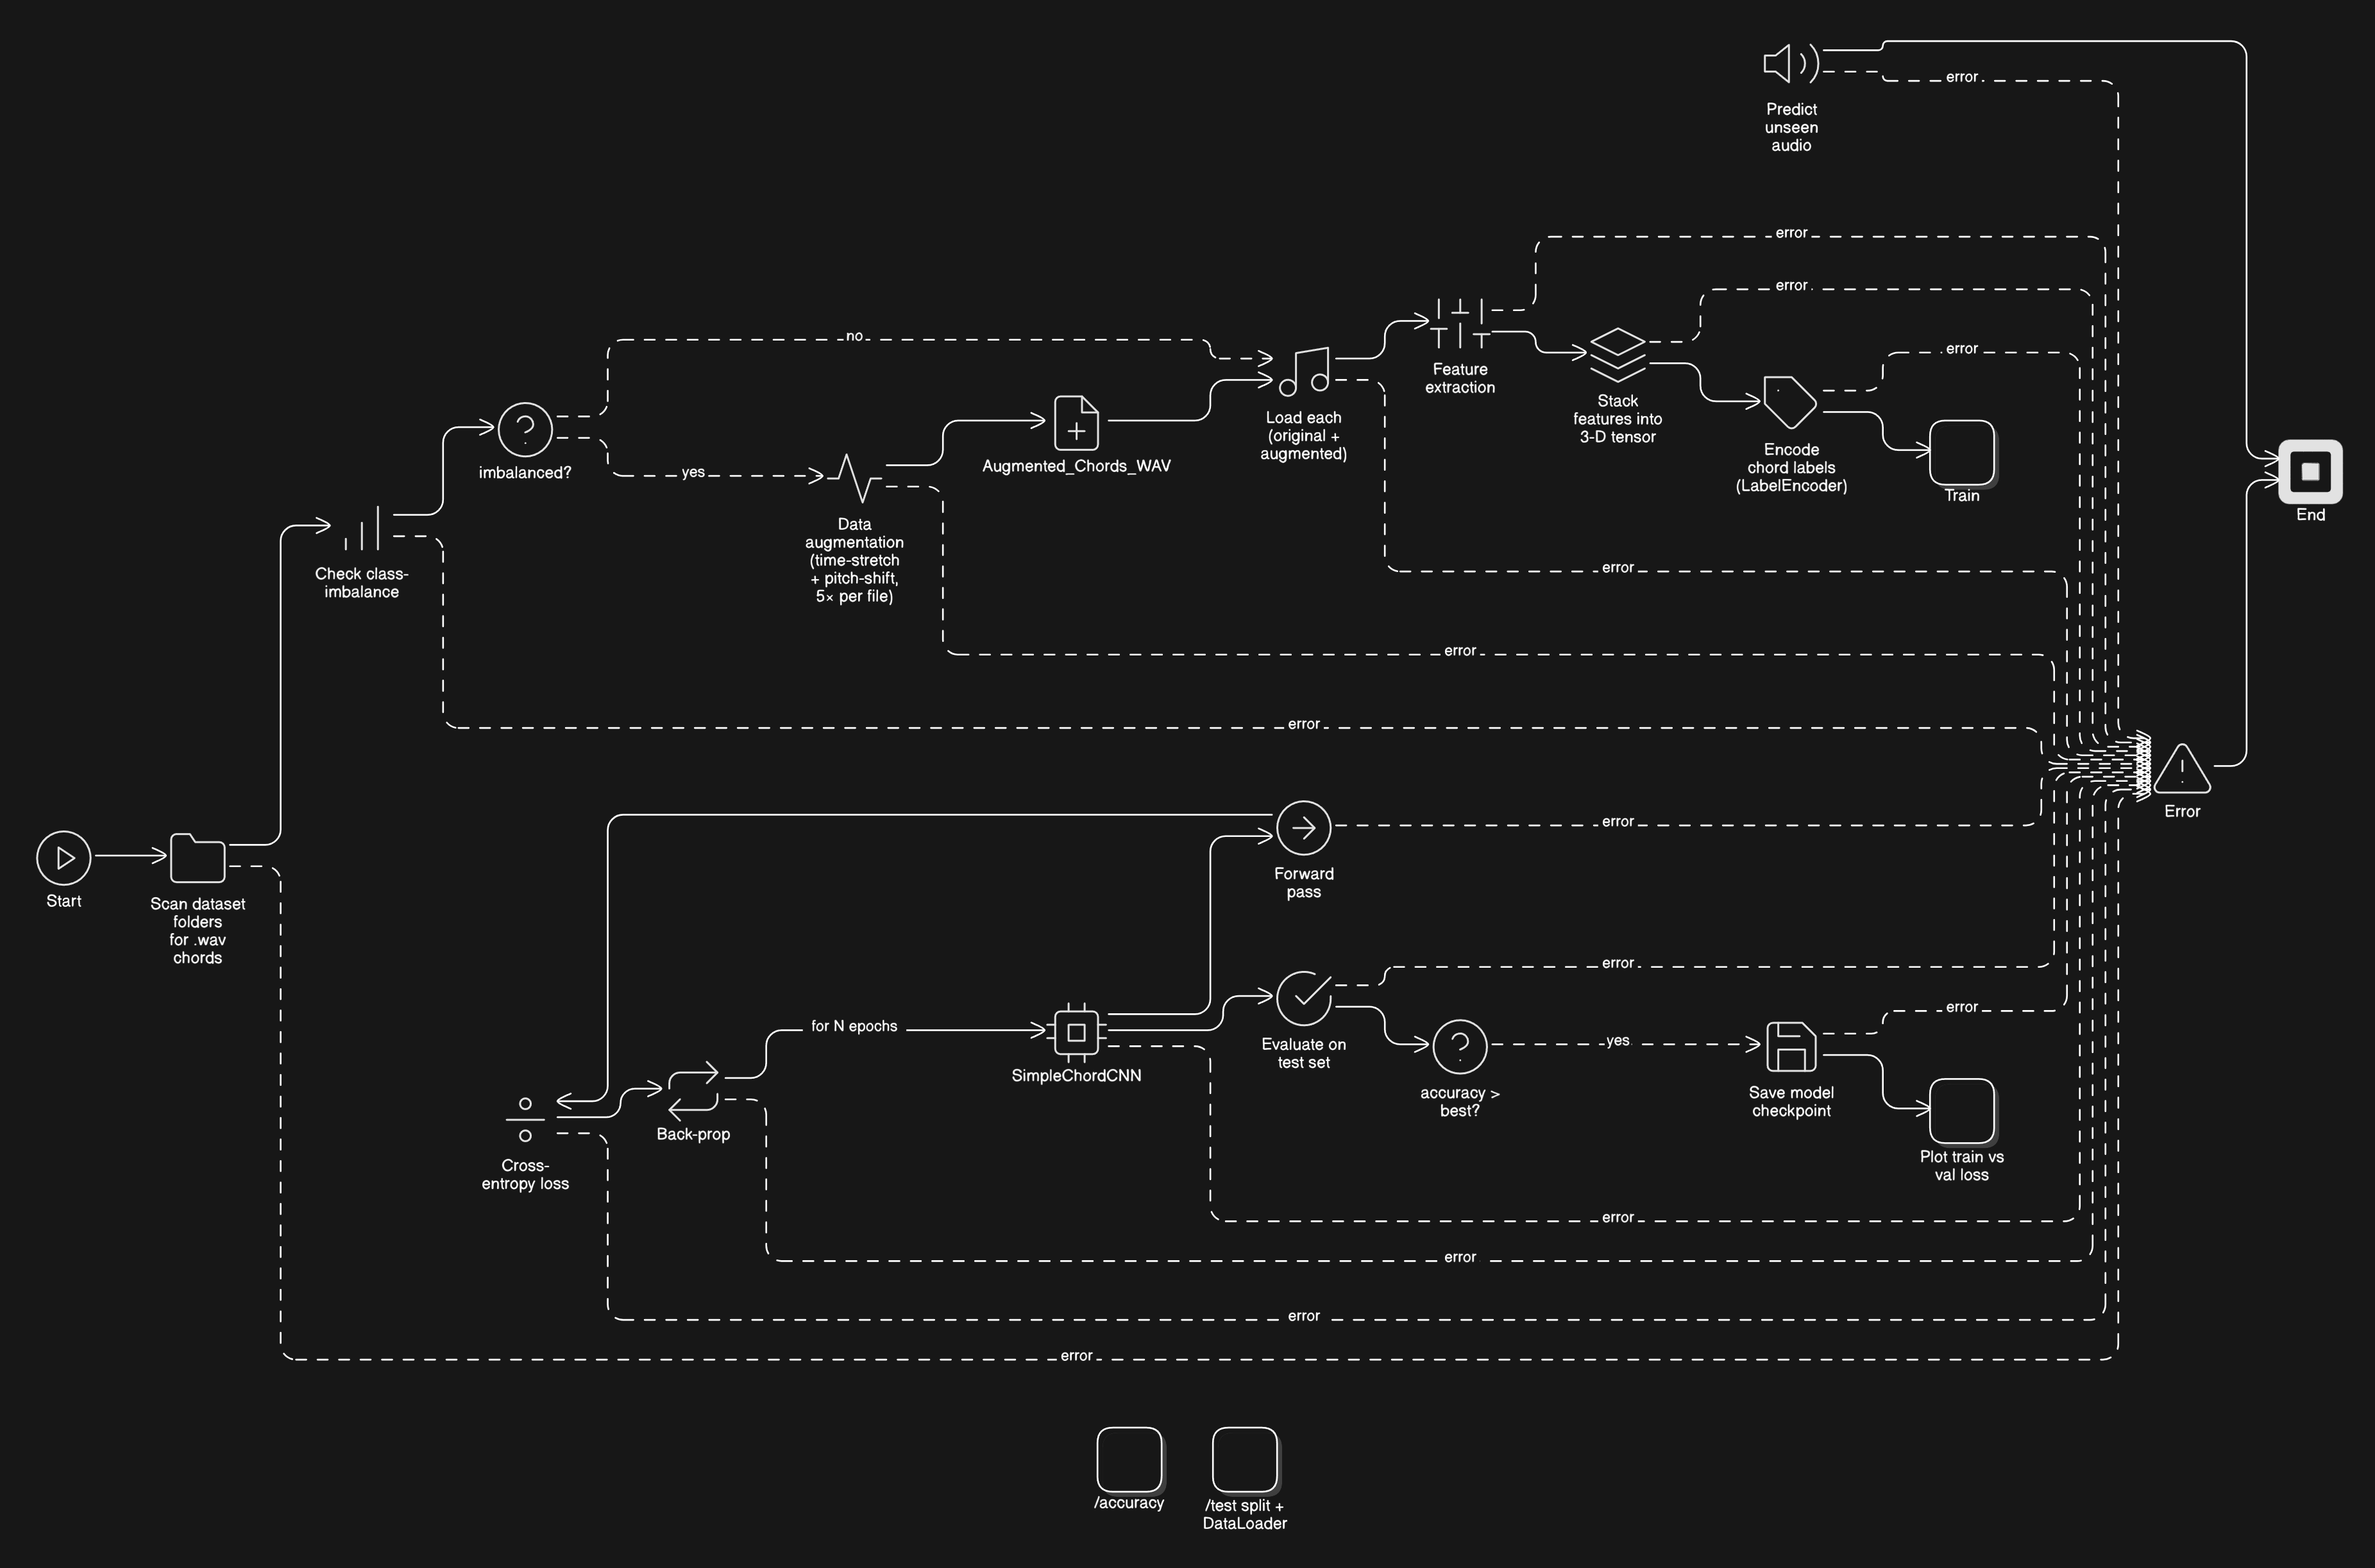 error
Predict
unseen
audio
error
error
no
error
Feature
extraction
Stack
features into
3-D tensor
Load each
(original +
augmented)
Encode
chord labels
(LabelEncoder)
Train
imbalanced?
yes
Augmented_Chords_WAV
End
Data
augmentation
(time-stretch
+ pitch-shift,
5× per file)
Check class-
imbalance
error
error
error
Error
error
Forward
pass
Start
Scan dataset
folders
for .wav
chords
error
error
for N epochs
SimpleChordCNN
Evaluate on
test set
yes
accuracy >
best?
Save model
checkpoint
Back-prop
Plot train vs
val loss
Cross-
entropy loss
error
error
error
error
/accuracy
/test split +
DataLoader